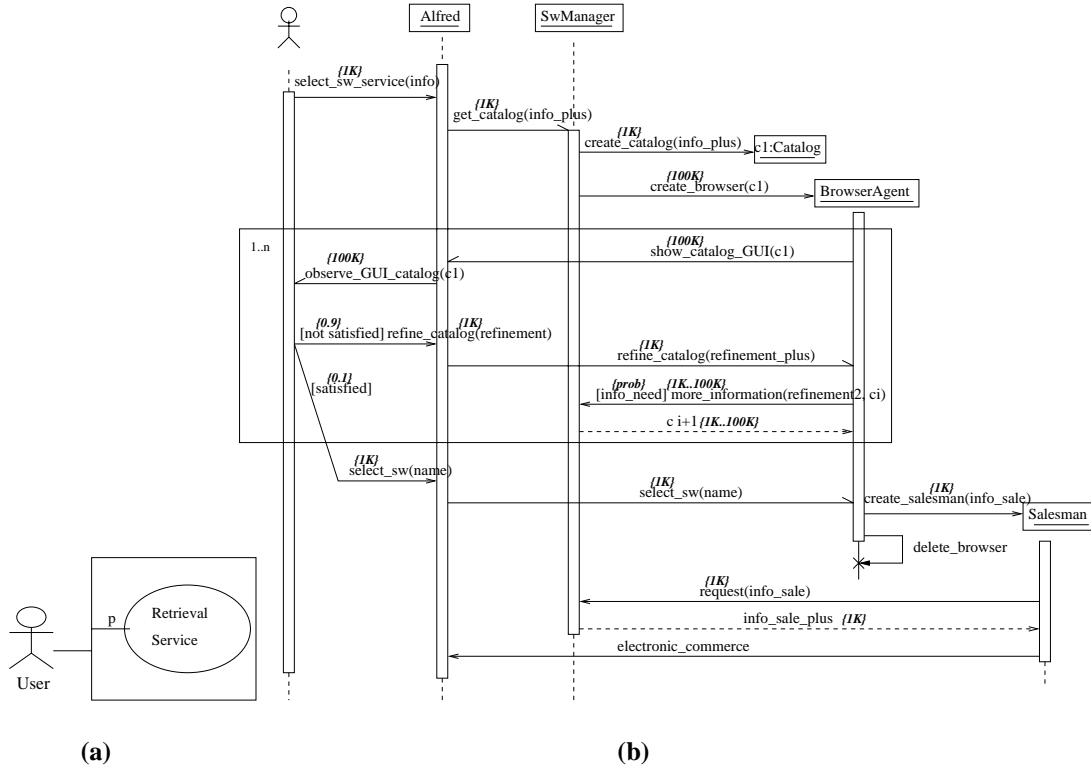 Alfred
SwManager
{1K}
select_sw_service(info)
{1K}
get_catalog(info_plus)
{1K}
create_catalog(info_plus)
c1:Catalog
{100K}
create_browser(c1)
BrowserAgent
1..n
{100K}
show_catalog_GUI(c1)
{100K}
observe_GUI_catalog(c1)
{0.9} {1K}
[not satisfied] refine_catalog(refinement)
{1K}
refine_catalog(refinement_plus)
{0.1}
[satisfied]
{prob} {1K..100K}
[info_need] more_information(refinement2, ci)
c i+1 {1K..100K}
{1K}
select_sw(name)
{1K}
select_sw(name)
{1K}
create_salesman(info_sale)
Salesman
delete_browser
{1K}
request(info_sale)
info_sale_plus {1K}
electronic_commerce
p
Retrieval
Service
User
(a)
(b)